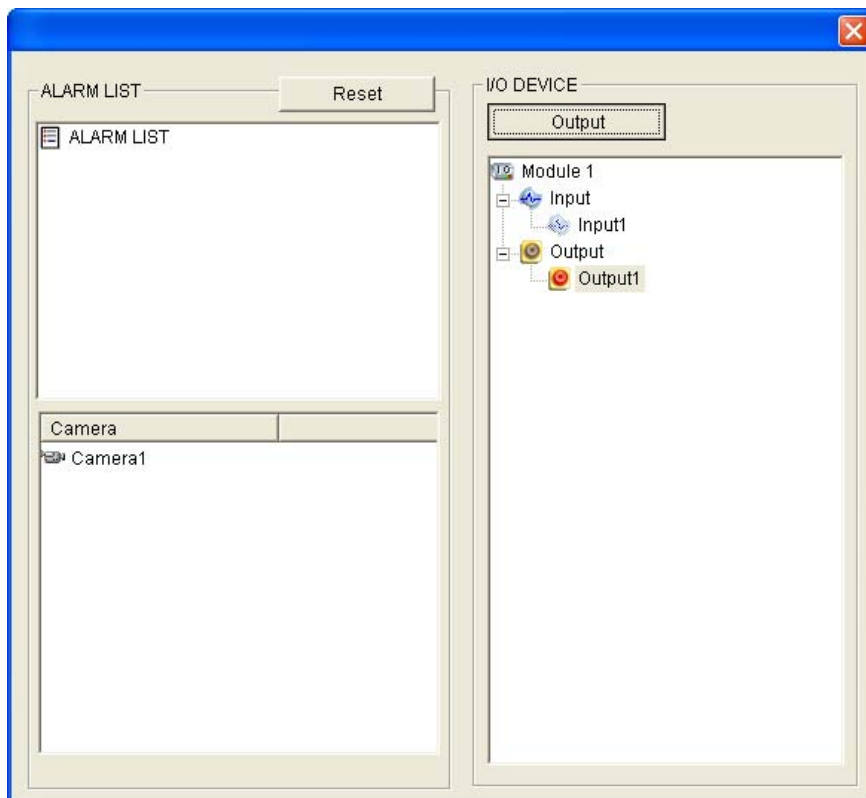 ALARM LIST
Reset
ALARM LIST
Camera
Camera1
I/O DEVICE
Output
Module 1
Input
Input1
Output
Output1